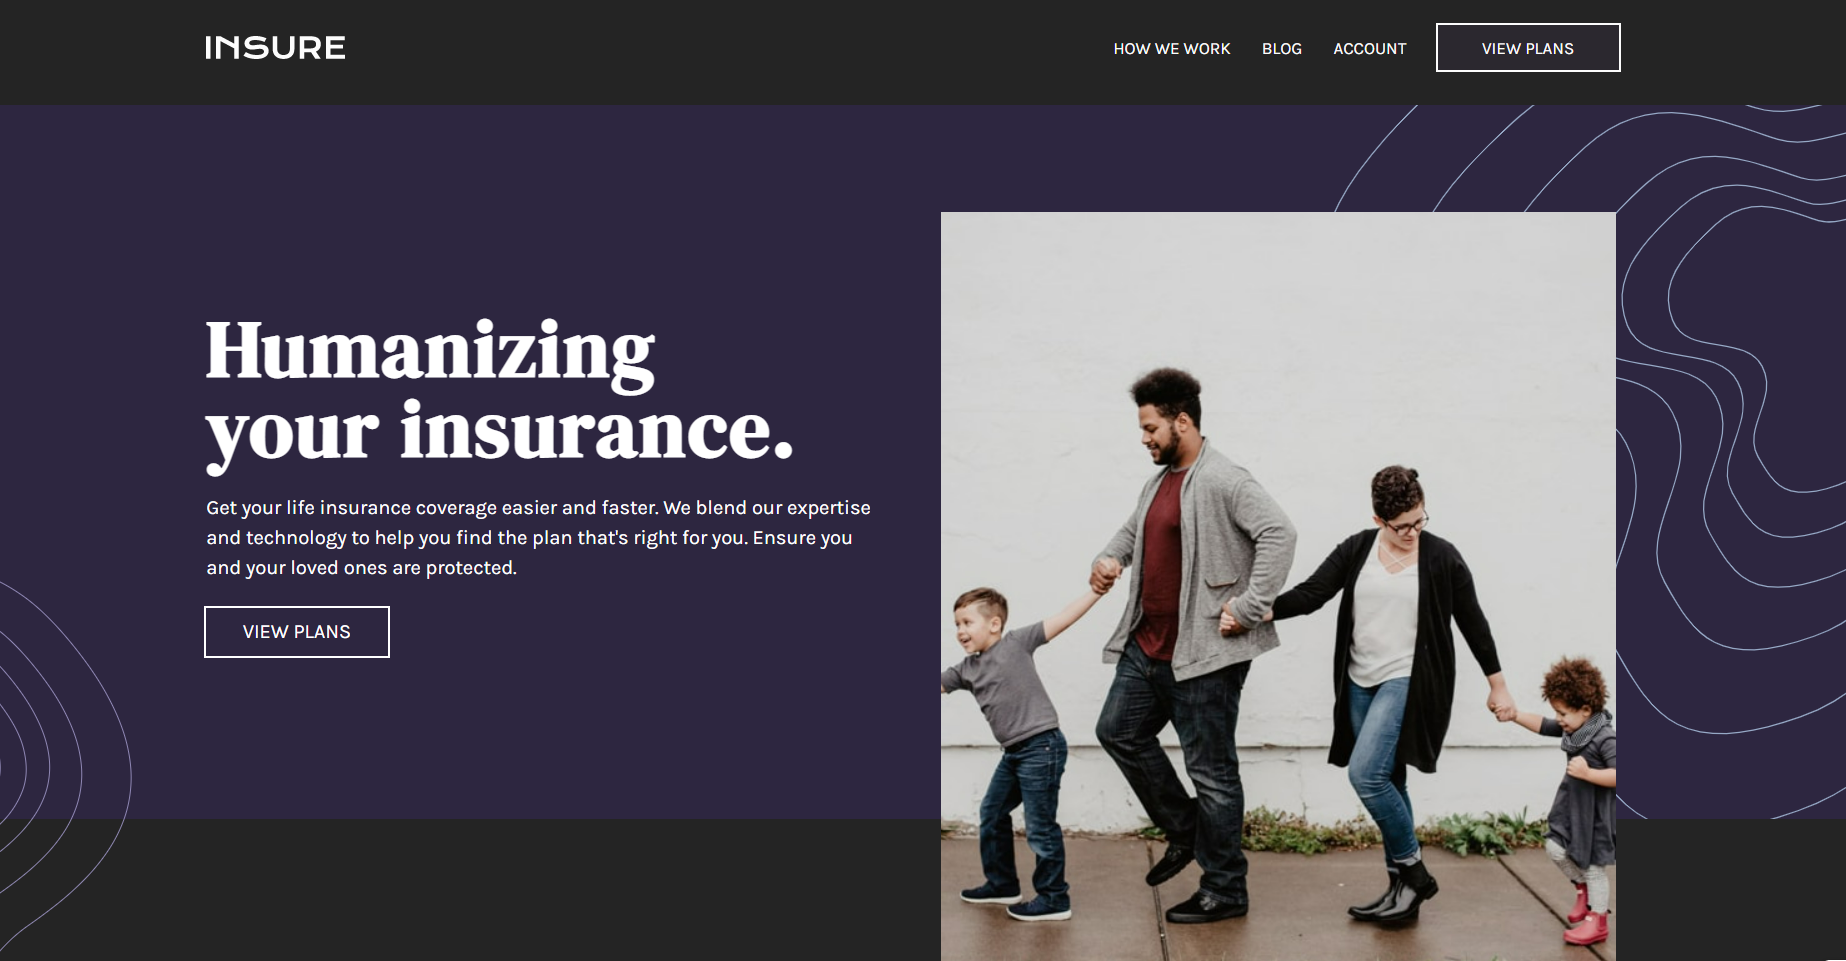 INSURE
HOW WE WORK
BLOG
ACCOUNT
VIEW PLANS
Humanizing
your insurance.
Get your life insurance coverage easier and faster. We blend our expertise
and technology to help you find the plan that's right for you. Ensure you
and your loved ones are protected.
VIEW PLANS